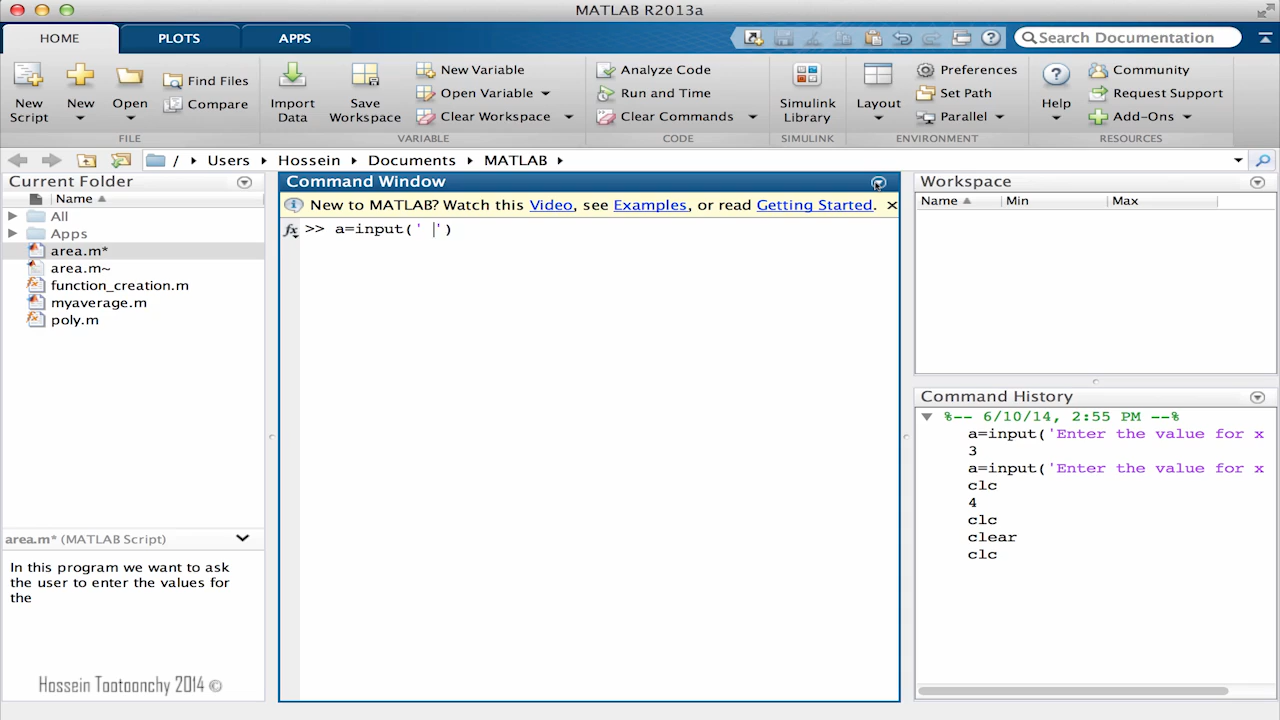 MATLAB R2013a
HOME
PLOTS
APPS
Search Documentation
New Script
New
Open
Find Files
Compare
FILE
Import Data
Save Workspace
New Variable
Open Variable
Clear Workspace
VARIABLE
Analyze Code
Run and Time
Clear Commands
CODE
Simulink Library
SIMULINK
Layout
Preferences
Set Path
Parallel
ENVIRONMENT
Help
Community
Request Support
Add-Ons
RESOURCES
/ Users Hossein Documents MATLAB
Current Folder
Name
All
Apps
area.m*
area.m~
function_creation.m
myaverage.m
poly.m
area.m* (MATLAB Script)
In this program we want to ask
the user to enter the values for
the
Hossein Tootoonchy 2014 ©
Command Window
New to MATLAB? Watch this Video, see Examples, or read Getting Started.
fx >> a=input(' ')
Workspace
Name Min Max
Command History
%-- 6/10/14, 2:55 PM --%
a=input('Enter the value for x
3
a=input('Enter the value for x
clc
4
clc
clear
clc